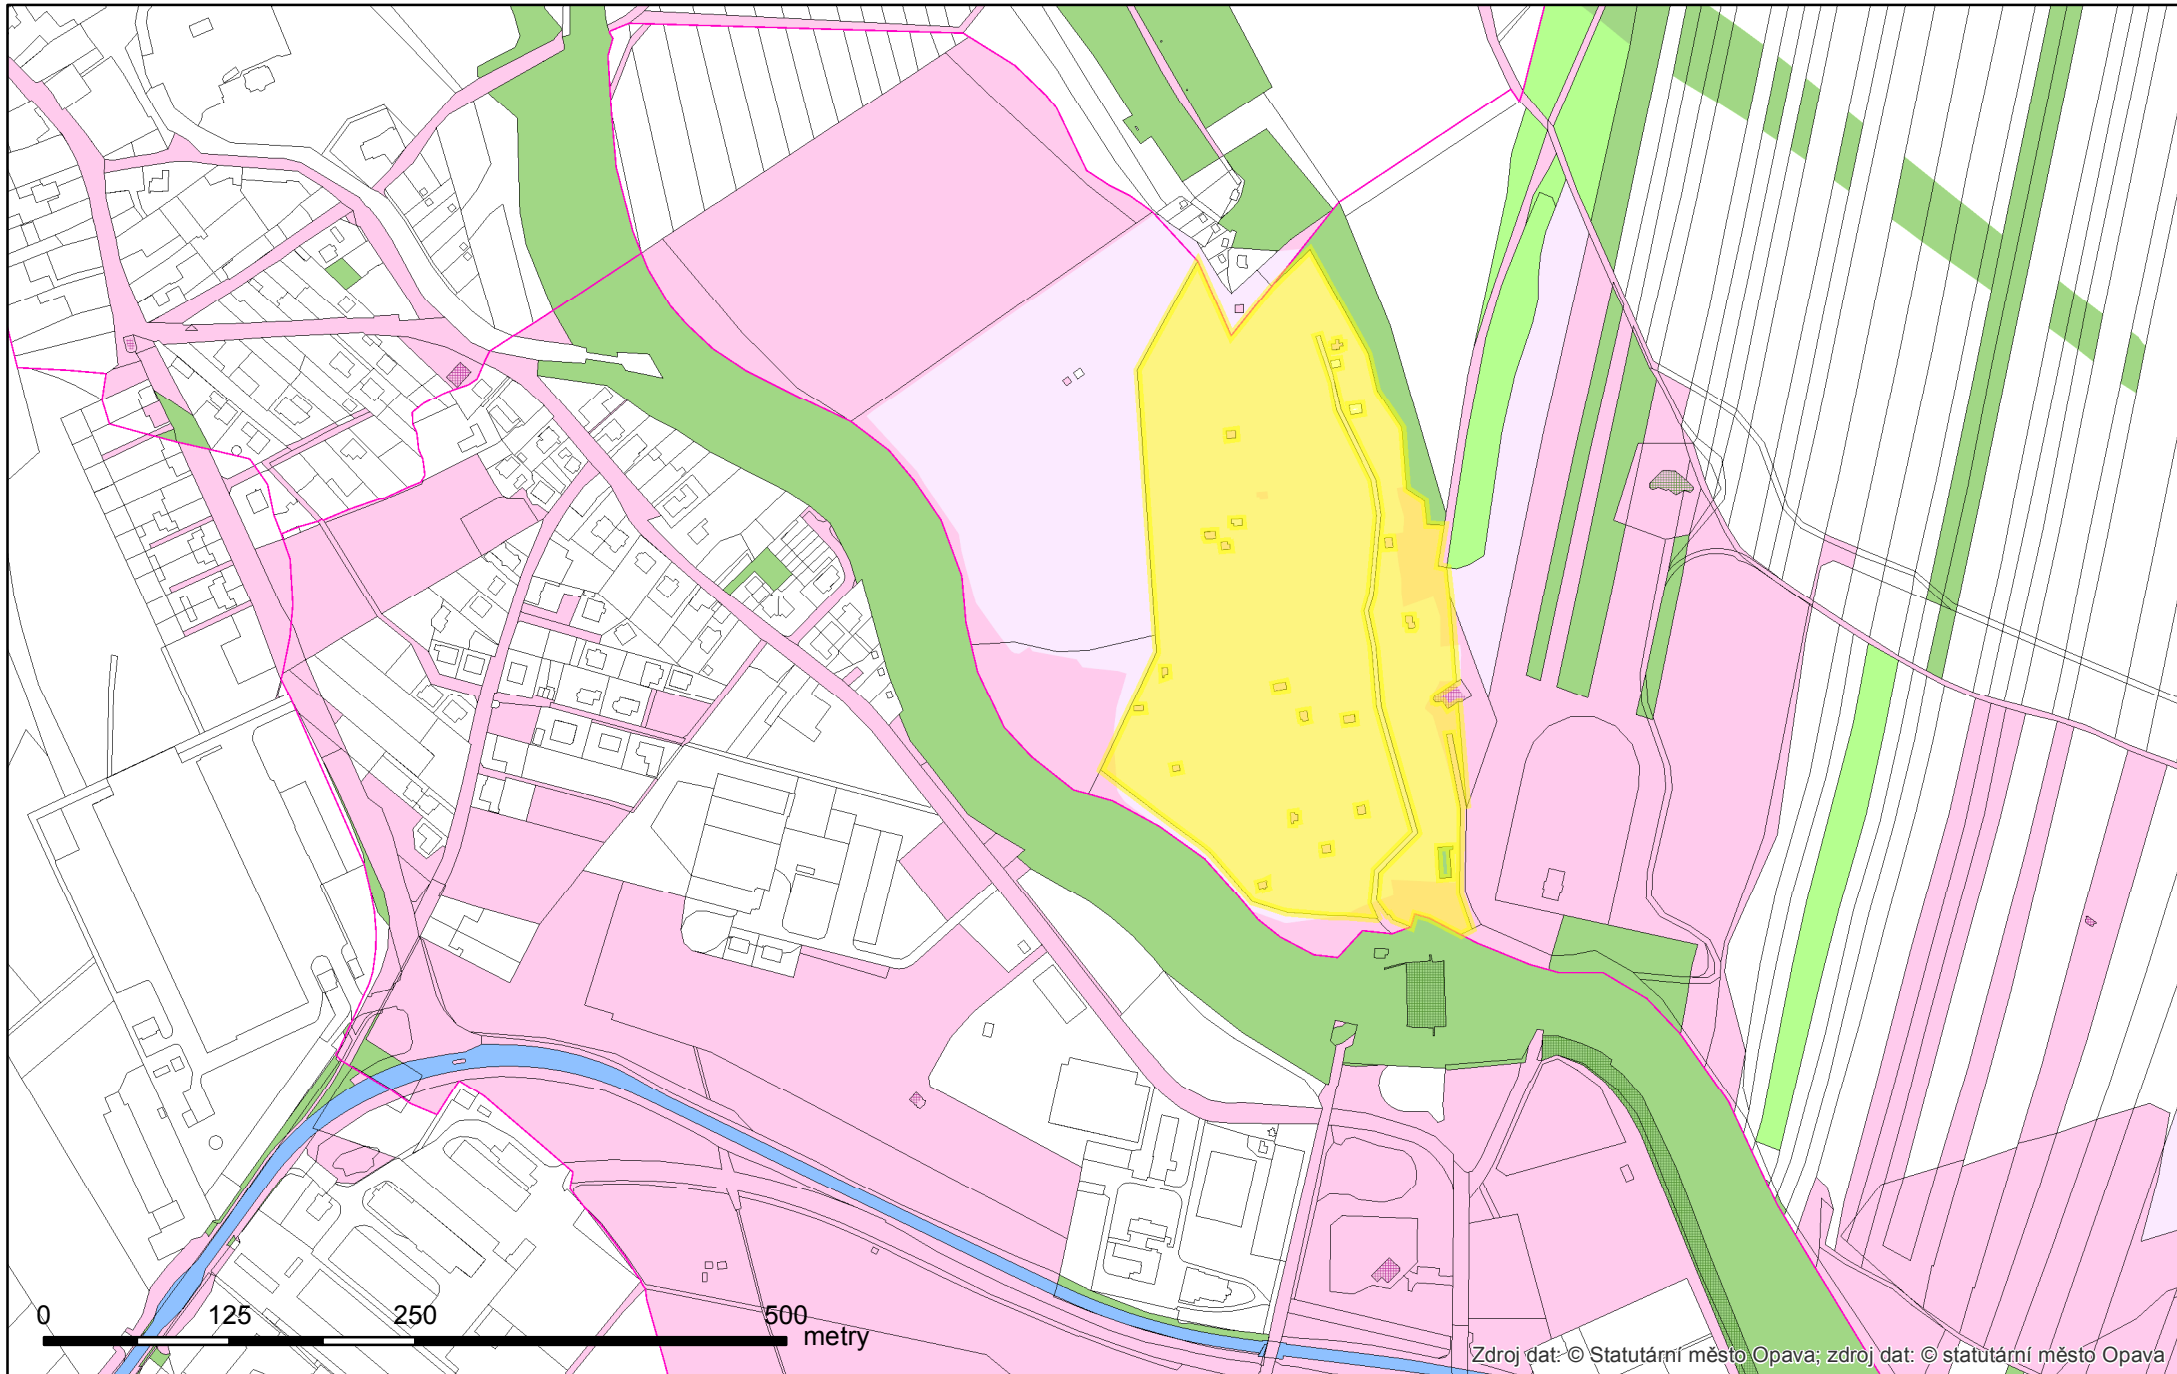 0 125 250 500
metry
Zdroj dat: © Statutární město Opava; zdroj dat: © statutární město Opava